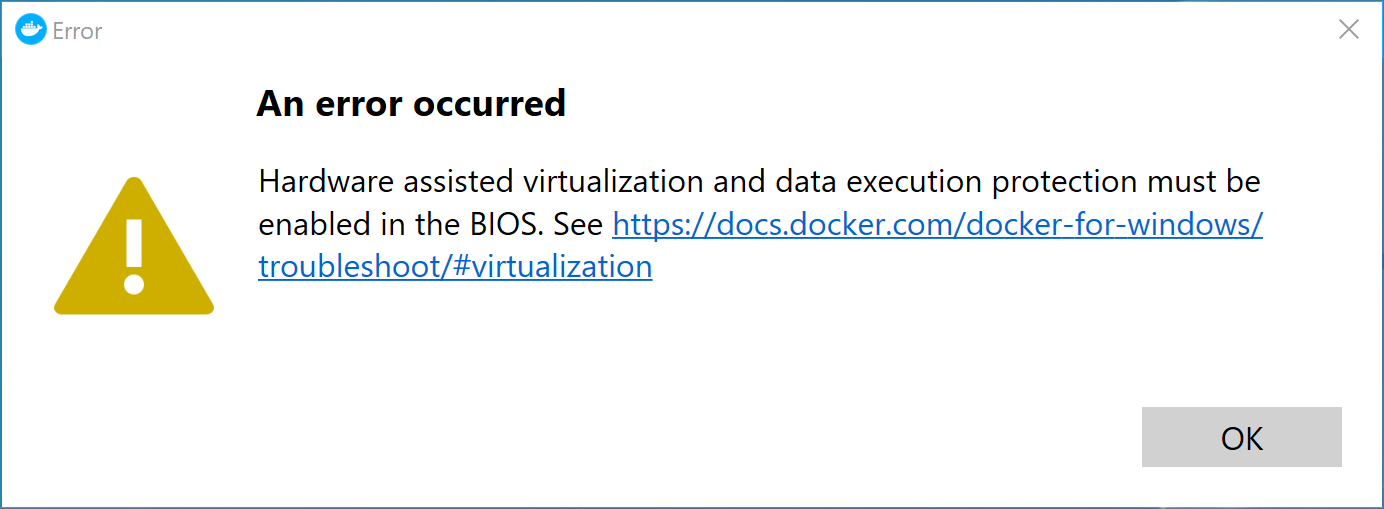 Error
An error occurred
Hardware assisted virtualization and data execution protection must be
enabled in the BIOS. See https://docs.docker.com/docker-for-windows/
troubleshoot/#virtualization
OK